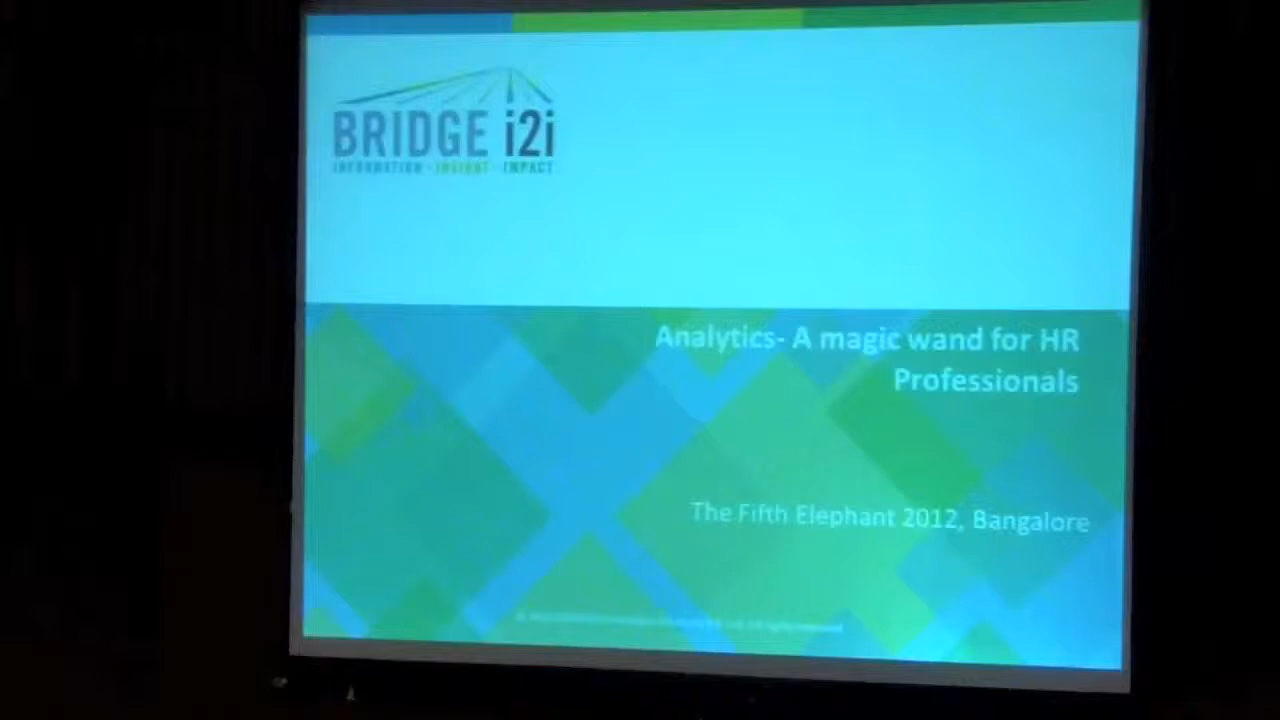 BRIDGE i2i
INFORMATION · INSIGHT · IMPACT
Analytics- A magic wand for HR
Professionals
The Fifth Elephant 2012, Bangalore